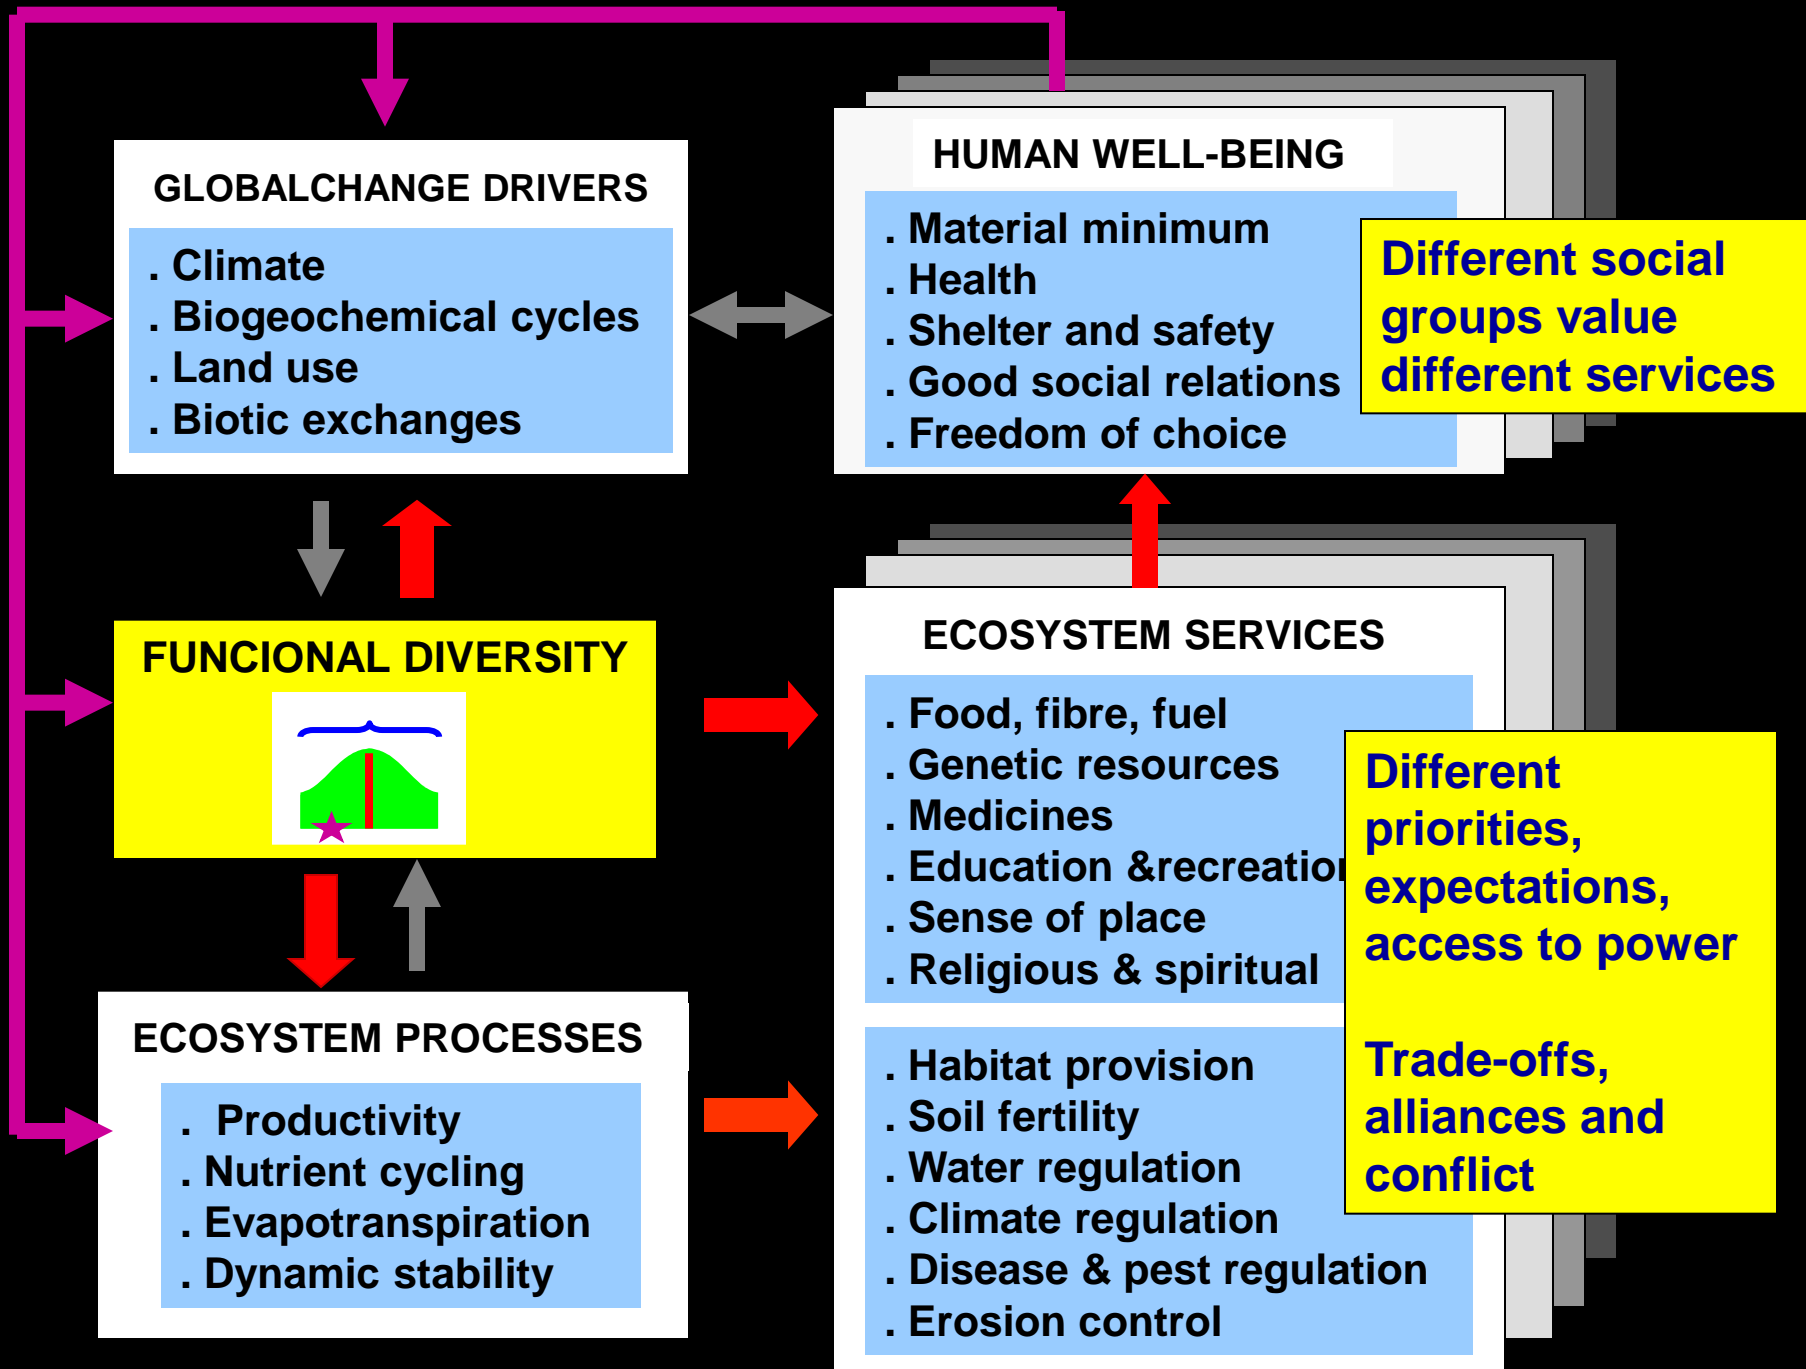 GLOBALCHANGE DRIVERS
. Climate
. Biogeochemical cycles
. Land use
. Biotic exchanges
HUMAN WELL-BEING
. Material minimum
. Health
. Shelter and safety
. Good social relations
. Freedom of choice
Different social
groups value
different services
FUNCIONAL DIVERSITY
ECOSYSTEM SERVICES
. Food, fibre, fuel
. Genetic resources
. Medicines
. Education &recreation
. Sense of place
. Religious & spiritual
. Habitat provision
. Soil fertility
. Water regulation
. Climate regulation
. Disease & pest regulation
. Erosion control
Different
priorities,
expectations,
access to power
Trade-offs,
alliances and
conflict
ECOSYSTEM PROCESSES
. Productivity
. Nutrient cycling
. Evapotranspiration
. Dynamic stability